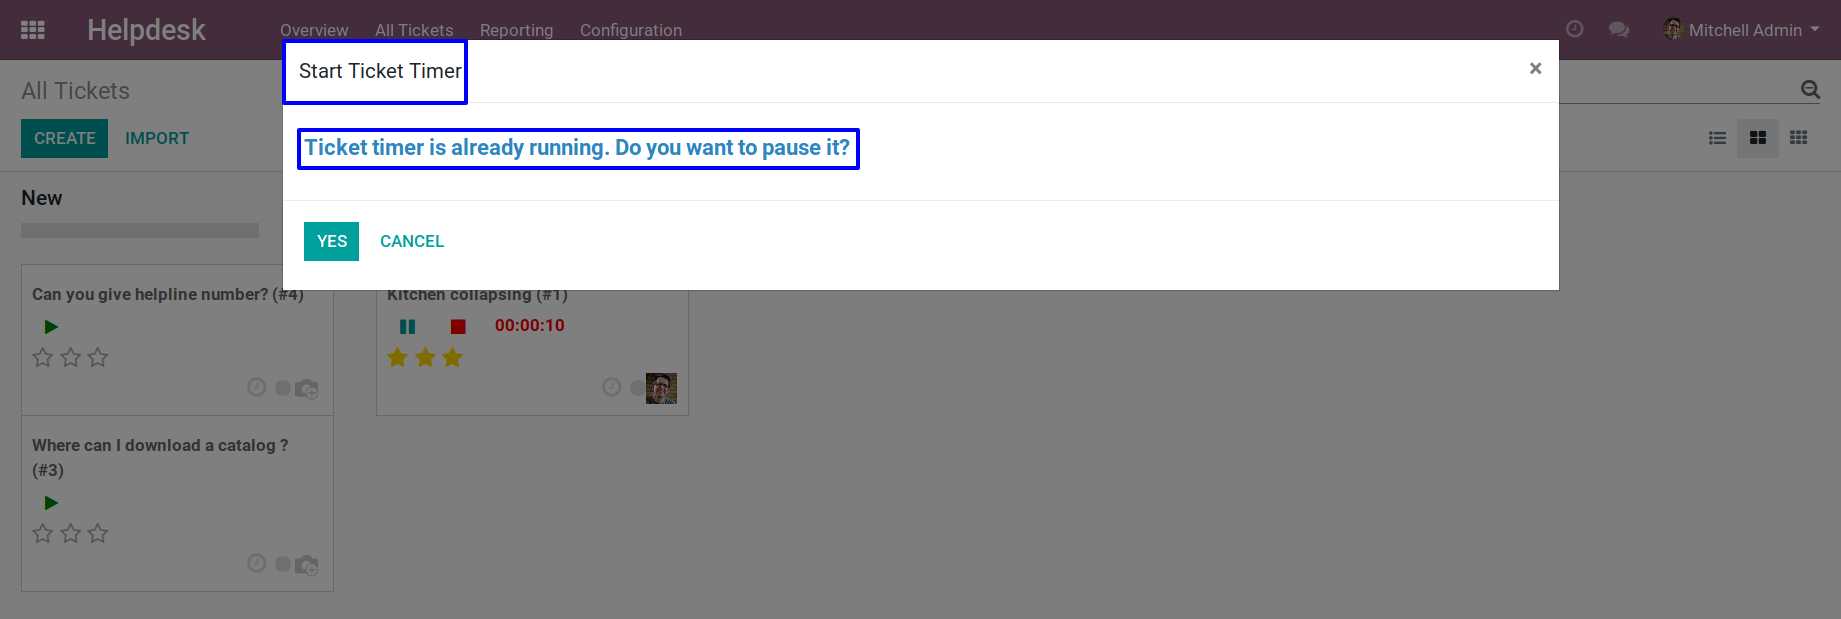 Helpdesk
Overview All Tickets Reporting Configuration
Mitchell Admin
Start Ticket Timer
×
All Tickets
CREATE IMPORT
Ticket timer is already running. Do you want to pause it?
YES CANCEL
New
Can you give helpline number? (#4)
Where can I download a catalog ?
(#3)
Kitchen collapsing (#1)
00:00:10